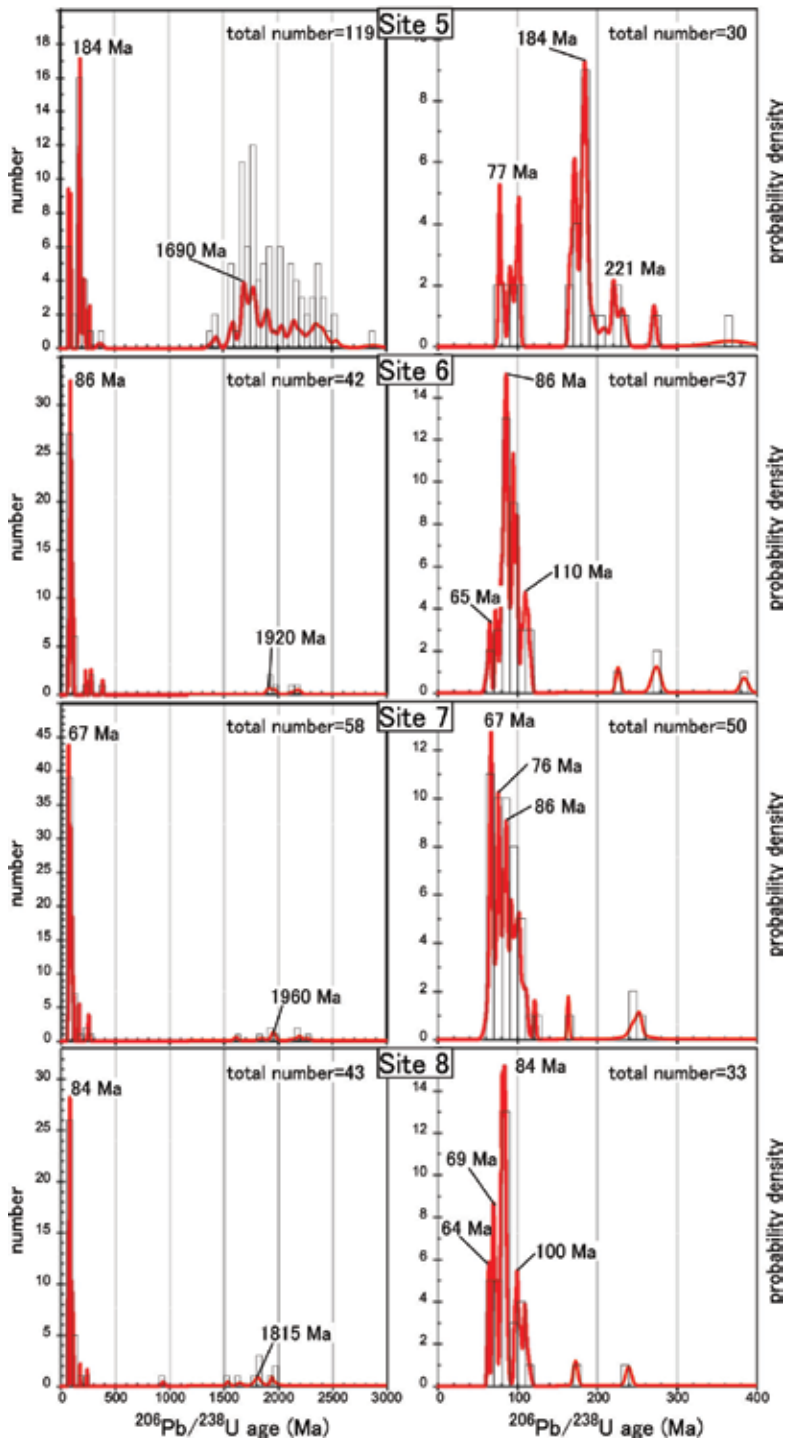 Site 5
total number=119
184 Ma
1690 Ma
number
20
18
16
14
12
10
8
6
4
2
0
total number=30
184 Ma
77 Ma
221 Ma
probability density
10
8
6
4
2
0
Site 6
total number=42
86 Ma
1920 Ma
number
30
25
20
15
10
5
0
total number=37
86 Ma
110 Ma
65 Ma
probability density
14
12
10
8
6
4
2
0
Site 7
total number=58
67 Ma
1960 Ma
number
45
40
35
30
25
20
15
10
5
0
total number=50
67 Ma
76 Ma
86 Ma
probability density
12
10
8
6
4
2
0
Site 8
total number=43
84 Ma
1815 Ma
number
30
25
20
15
10
5
0
total number=33
84 Ma
69 Ma
64 Ma
100 Ma
probability density
14
12
10
8
6
4
2
0
0 500 1000 1500 2000 2500 3000
0 100 200 300 400
²⁰⁶Pb/²³⁸U age (Ma)
²⁰⁶Pb/²³⁸U age (Ma)